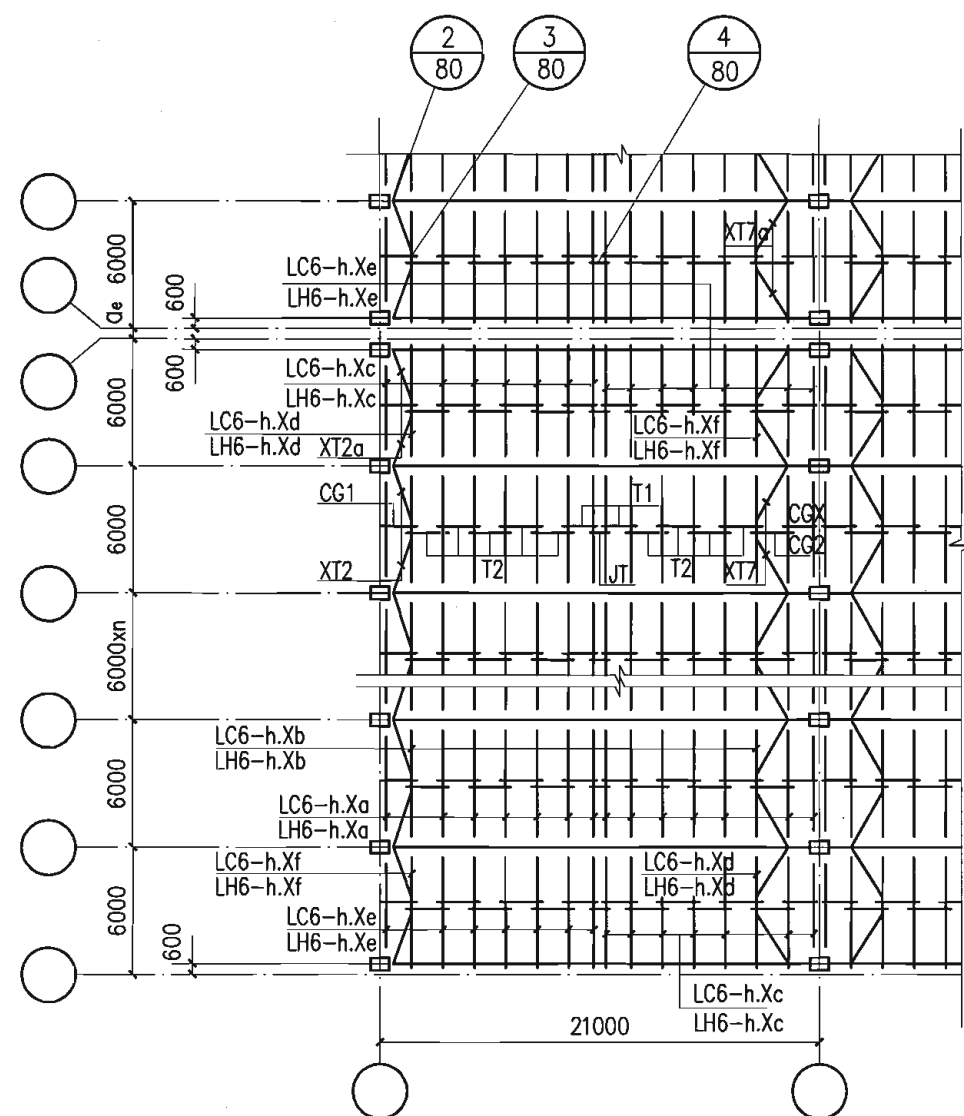 2
80
3
80
4
80
6000
XT7a
LC6-h.Xe
LH6-h.Xe
600
ae
600
LC6-h.Xc
LH6-h.Xc
6000
LC6-h.Xd
LH6-h.Xd
XT2a
LC6-h.Xf
LH6-h.Xf
CG1
T1
CGX
6000
CG2
XT2
T2
JT
T2
XT7
6000xn
LC6-h.Xb
LH6-h.Xb
6000
LC6-h.Xa
LH6-h.Xa
LC6-h.Xf
LH6-h.Xf
LC6-h.Xd
LH6-h.Xd
6000
LC6-h.Xe
LH6-h.Xe
600
LC6-h.Xc
LH6-h.Xc
21000